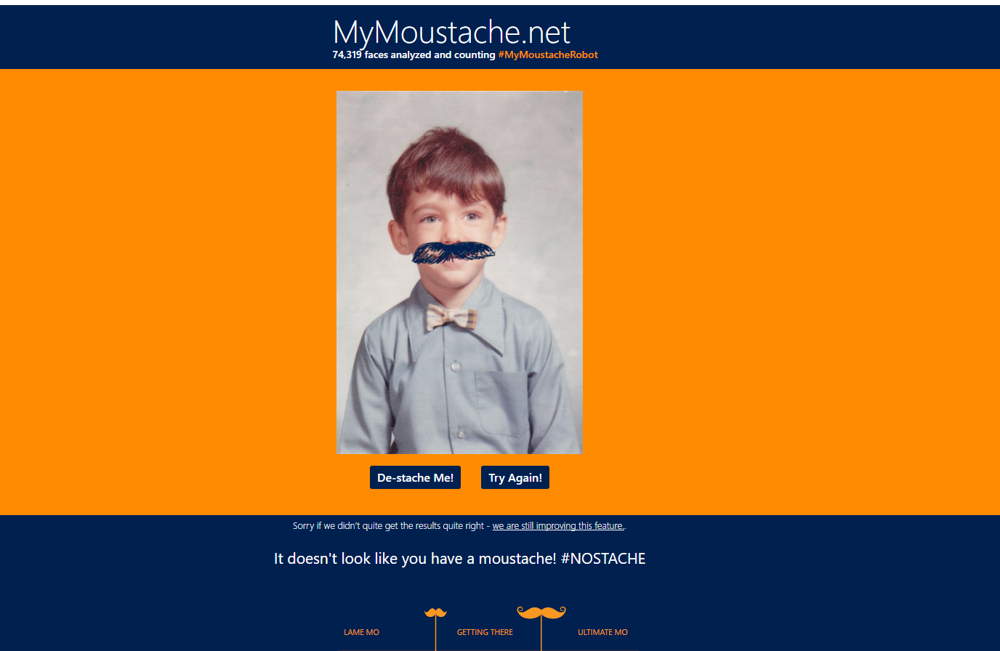 MyMoustache.net
74,319 faces analyzed and counting #MyMoustacheRobot
De-stache Me!
Try Again!
Sorry if we didn't quite get the results quite right - we are still improving this feature..
It doesn't look like you have a moustache! #NOSTACHE
LAME MO
GETTING THERE
ULTIMATE MO